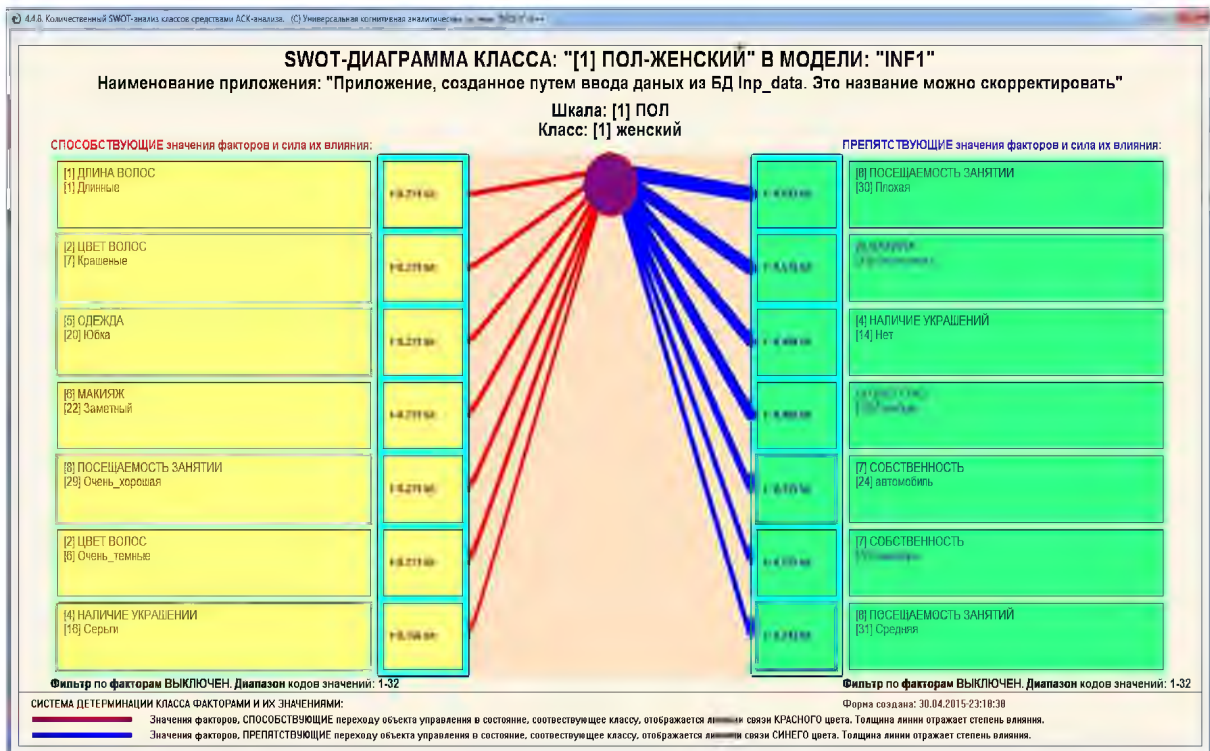 4.4.8. Количественный SWOT-анализ классов средствами АСК-анализа. (С) Универсальная когнитивная аналитическая
SWOT-ДИАГРАММА КЛАССА: "[1] ПОЛ-ЖЕНСКИЙ" В МОДЕЛИ: "INF1"
Наименование приложения: "Приложение, созданное путем ввода даных из БД Inp_data. Это название можно скорректировать"
Шкала: [1] ПОЛ
Класс: [1] женский
СПОСОБСТВУЮЩИЕ значения факторов и сила их влияния:
[1] ДЛИНА ВОЛОС
[1] Длинные
[2] ЦВЕТ ВОЛОС
[7] Крашеные
[5] ОДЕЖДА
[20] Юбка
[6] МАКИЯЖ
[22] Заметный
[8] ПОСЕЩАЕМОСТЬ ЗАНЯТИИ
[29] Очень_хорошая
[2] ЦВЕТ ВОЛОС
[6] Очень_темные
[4] НАЛИЧИЕ УКРАШЕНИИ
[16] Серьги
Фильтр по факторам ВЫКЛЮЧЕН. Диапазон кодов значений: 1-32
ПРЕПЯТСТВУЮЩИЕ значения факторов и сила их влияния:
[8] ПОСЕЩАЕМОСТЬ ЗАНЯТИИ
[30] Плохая
[4] НАЛИЧИЕ УКРАШЕНИЙ
[14] Нет
[7] СОБСТВЕННОСТЬ
[24] автомобиль
[7] СОБСТВЕННОСТЬ
[8] ПОСЕЩАЕМОСТЬ ЗАНЯТИЙ
[31] Средняя
Фильтр по факторам ВЫКЛЮЧЕН. Диапазон кодов значений: 1-32
СИСТЕМА ДЕТЕРМИНАЦИИ КЛАССА ФАКТОРАМИ И ИХ ЗНАЧЕНИЯМИ:
Форма создана: 30.04.2015-23:18:38
Значения факторов, СПОСОБСТВУЮЩИЕ переходу объекта управления в состояние, соотвествующее классу, отображается связи КРАСНОГО цвета. Толщина линии отражает степень влияния.
Значения факторов, ПРЕПЯТСТВУЮЩИЕ переходу объекта управления в состояние, соотвествующее классу, отображается связи СИНЕГО цвета. Толщина линии отражает степень влияния.